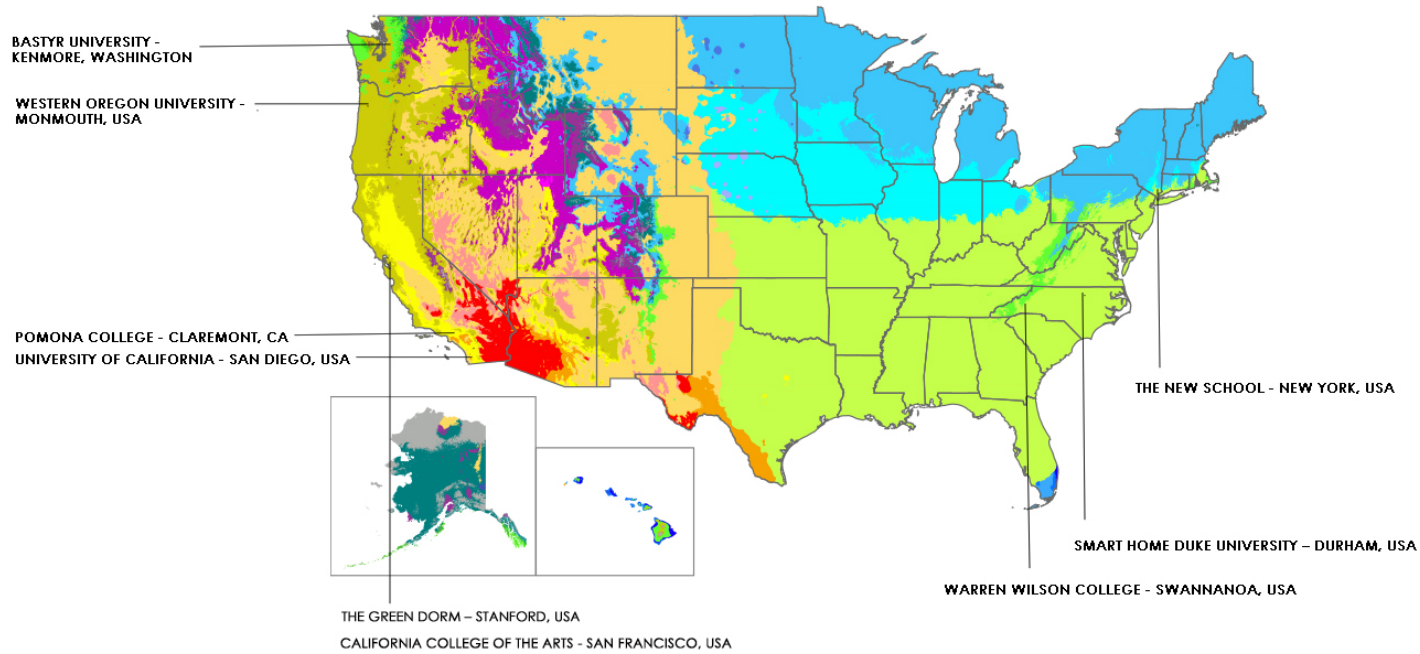 BASTYR UNIVERSITY -
KENMORE, WASHINGTON
WESTERN OREGON UNIVERSITY -
MONMOUTH, USA
POMONA COLLEGE - CLAREMONT, CA
UNIVERSITY OF CALIFORNIA - SAN DIEGO, USA
THE NEW SCHOOL - NEW YORK, USA
SMART HOME DUKE UNIVERSITY – DURHAM, USA
WARREN WILSON COLLEGE - SWANNANOA, USA
THE GREEN DORM – STANFORD, USA
CALIFORNIA COLLEGE OF THE ARTS - SAN FRANCISCO, USA